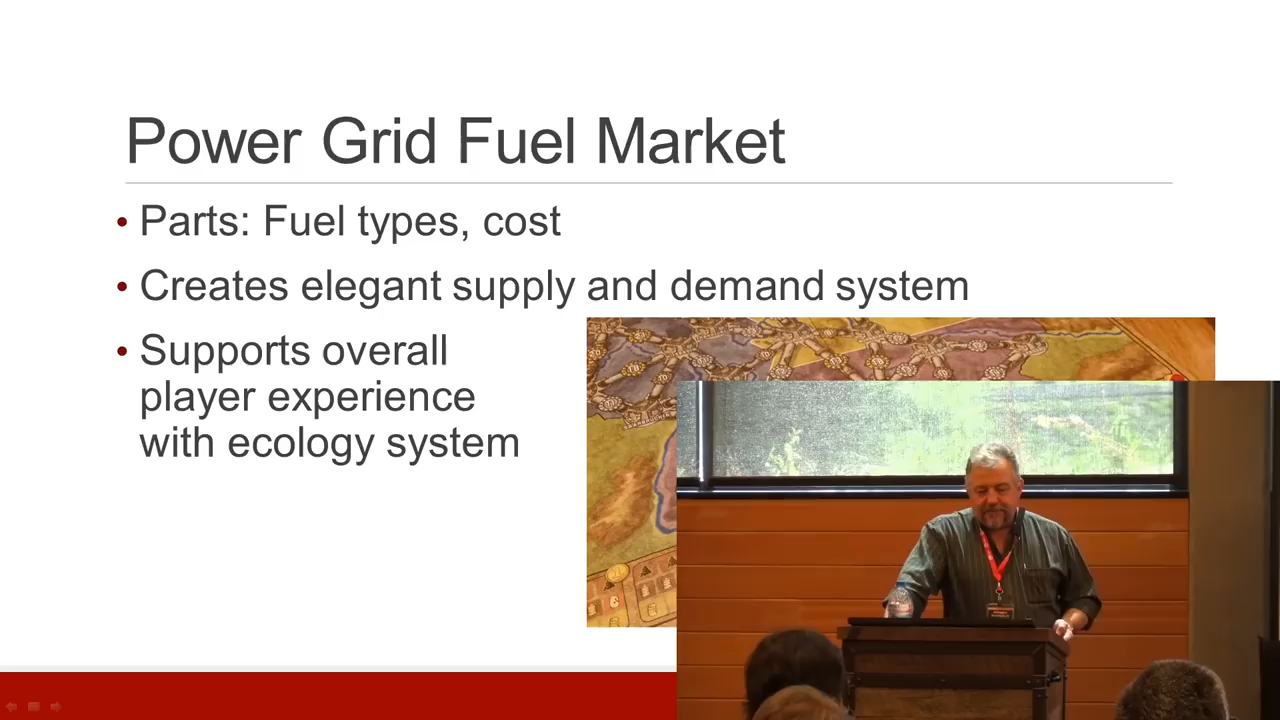 Power Grid Fuel Market
• Parts: Fuel types, cost
• Creates elegant supply and demand system
• Supports overall
player experience
with ecology system